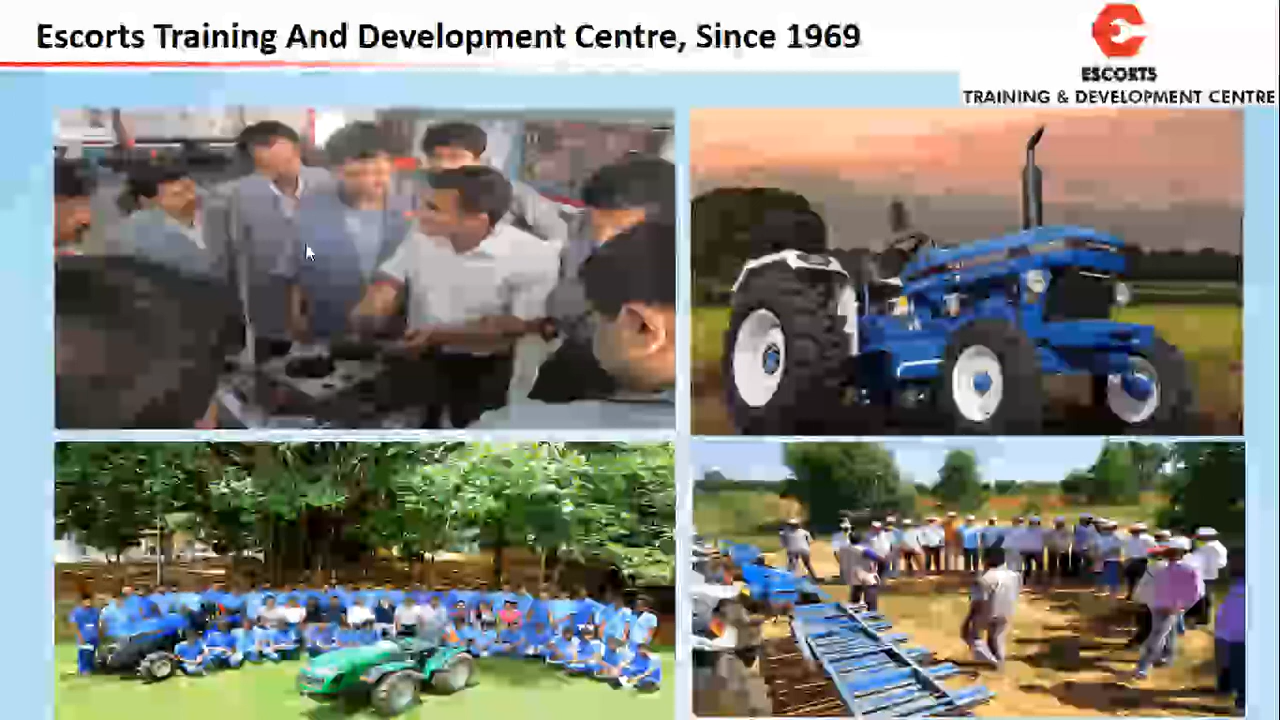 Escorts Training And Development Centre, Since 1969
ESCORTS
TRAINING & DEVELOPMENT CENTRE